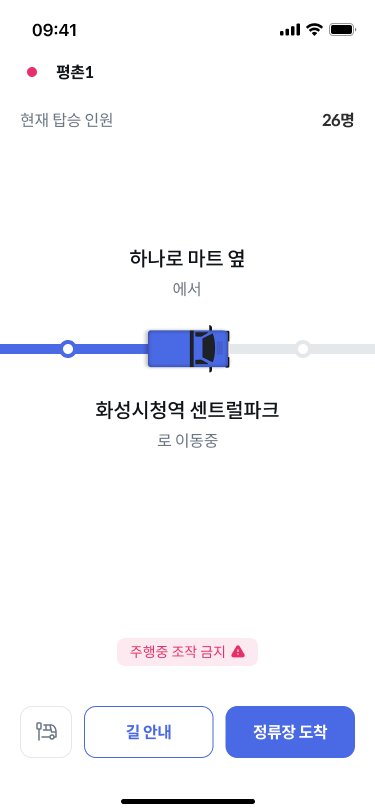 09:41
평촌1
현재 탑승 인원 26명
하나로 마트 옆
에서
화성시청역 센트럴파크
로 이동중
주행중 조작 금지
길 안내 정류장 도착